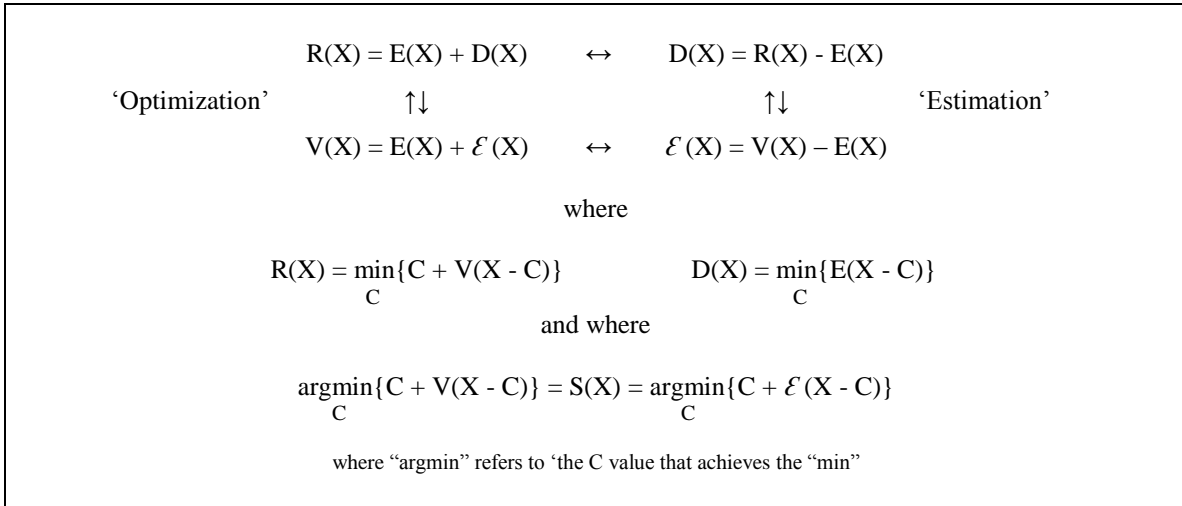 R(X) = E(X) + D(X) ↔ D(X) = R(X) - E(X)
‘Optimization’ ↑↓ ↑↓ ‘Estimation’
V(X) = E(X) + ℰ (X) ↔ ℰ (X) = V(X) – E(X)
where
R(X) = min{C + V(X - C)} D(X) = min{E(X - C)}
C C
and where
argmin{C + V(X - C)} = S(X) = argmin{C + ℰ (X - C)}
C C
where “argmin” refers to ‘the C value that achieves the “min”